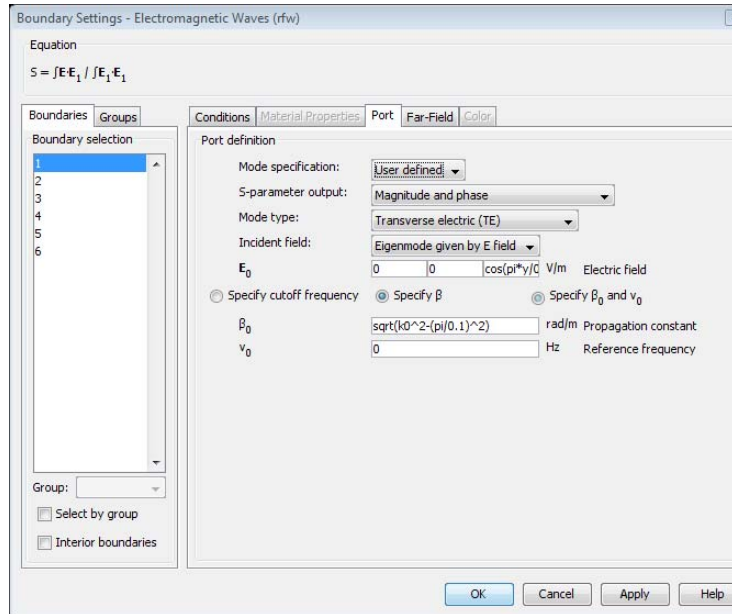 Boundary Settings - Electromagnetic Waves (rfw)
Equation
S = ∫E·E₁ / ∫E₁·E₁
Boundaries Groups
Conditions Material Properties Port Far-Field Color
Boundary selection
1
2
3
4
5
6
Group:
Select by group
Interior boundaries
Port definition
Mode specification: User defined
S-parameter output: Magnitude and phase
Mode type: Transverse electric (TE)
Incident field: Eigenmode given by E field
E₀ 0 0 cos(pi*y/0 V/m Electric field
Specify cutoff frequency Specify β Specify β₀ and ν₀
β₀ sqrt(k0^2-(pi/0.1)^2) rad/m Propagation constant
ν₀ 0 Hz Reference frequency
OK Cancel Apply Help